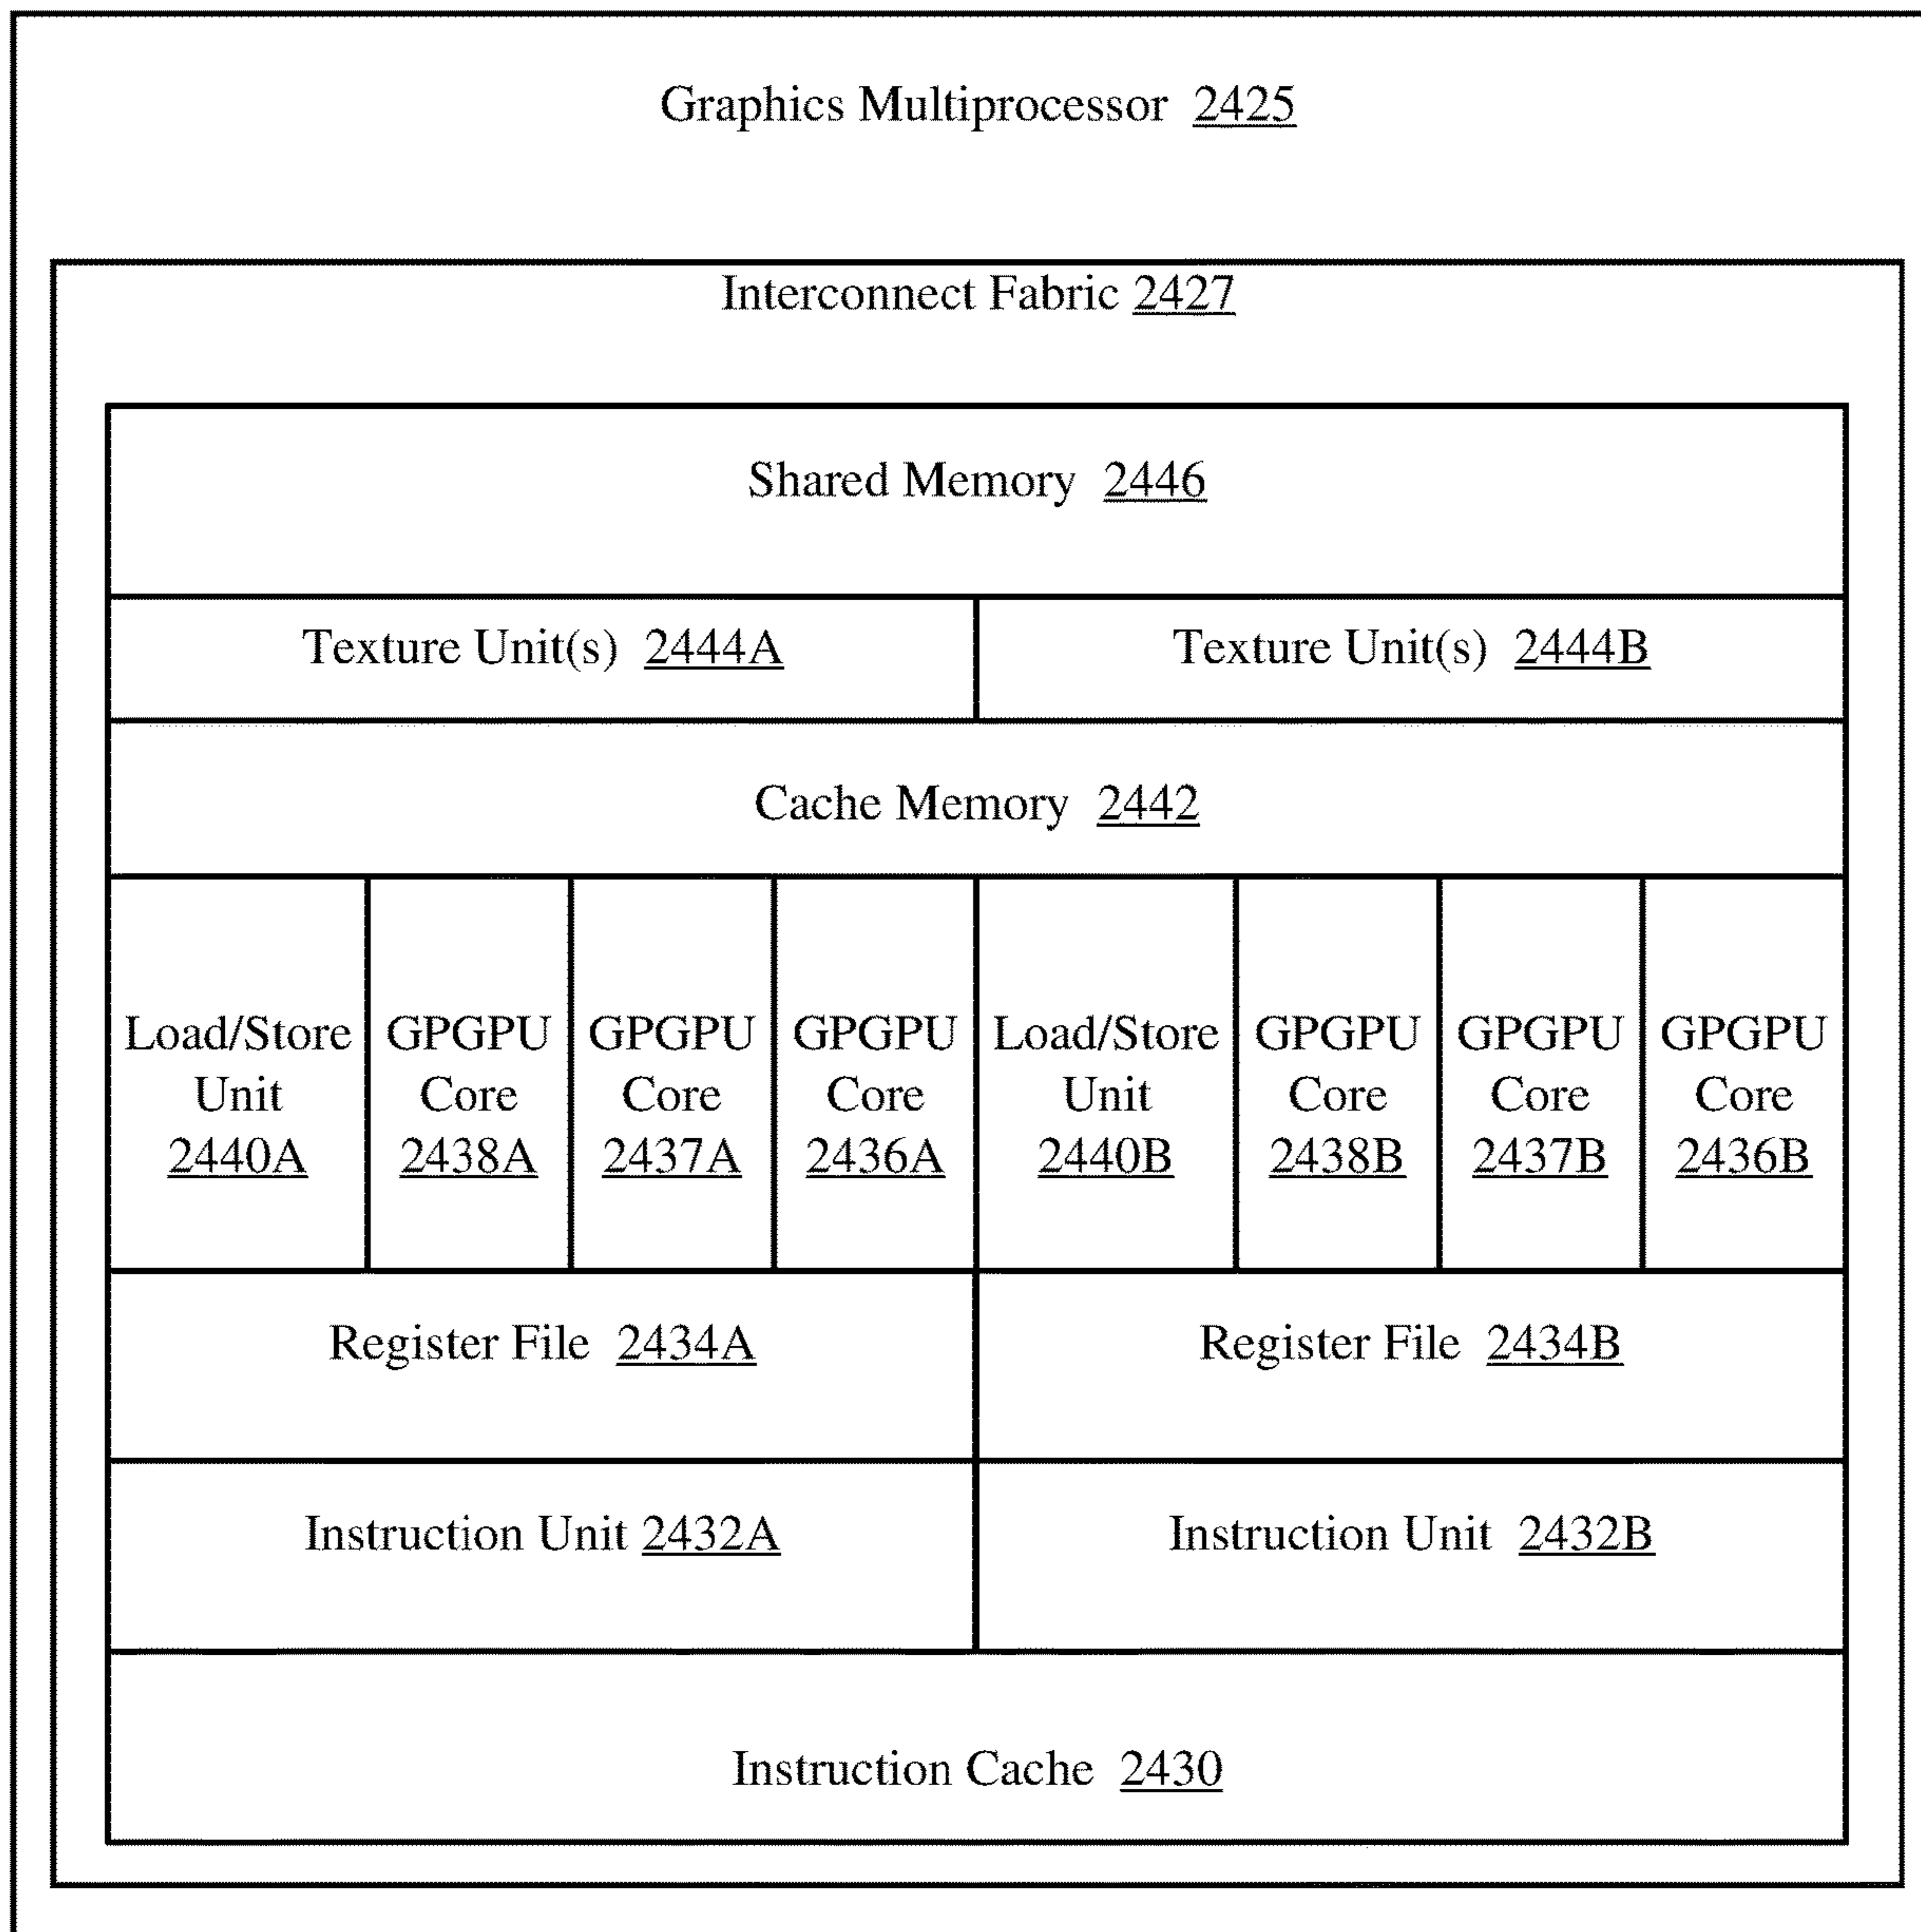 Graphics Multiprocessor 2425
Interconnect Fabric 2427
Shared Memory 2446
Texture Unit(s) 2444A
Texture Unit(s) 2444B
Cache Memory 2442
Load/Store
Unit
2440A
GPGPU
Core
2438A
GPGPU
Core
2437A
GPGPU
Core
2436A
Load/Store
Unit
2440B
GPGPU
Core
2438B
GPGPU
Core
2437B
GPGPU
Core
2436B
Register File 2434A
Register File 2434B
Instruction Unit 2432A
Instruction Unit 2432B
Instruction Cache 2430